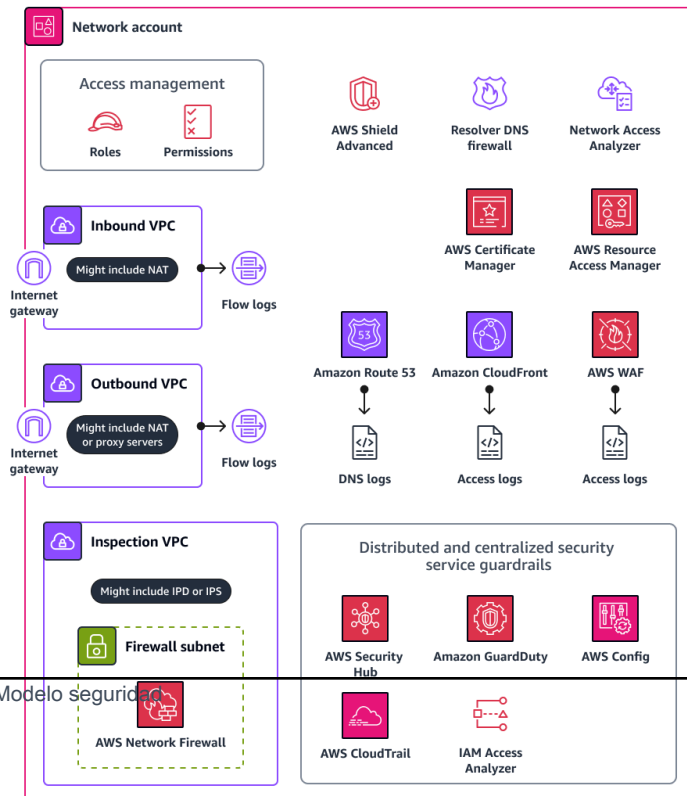 Network account
Access management
Roles
Permissions
AWS Shield
Advanced
Resolver DNS
firewall
Network Access
Analyzer
AWS Certificate
Manager
AWS Resource
Access Manager
Inbound VPC
Might include NAT
Internet
gateway
Flow logs
53
Amazon Route 53
Amazon CloudFront
AWS WAF
DNS logs
Access logs
Access logs
Outbound VPC
Might include NAT
or proxy servers
Internet
gateway
Flow logs
Inspection VPC
Might include IPD or IPS
Firewall subnet
AWS Network Firewall
Distributed and centralized security
service guardrails
AWS Security
Hub
Amazon GuardDuty
AWS Config
AWS CloudTrail
IAM Access
Analyzer
Modelo seguridad